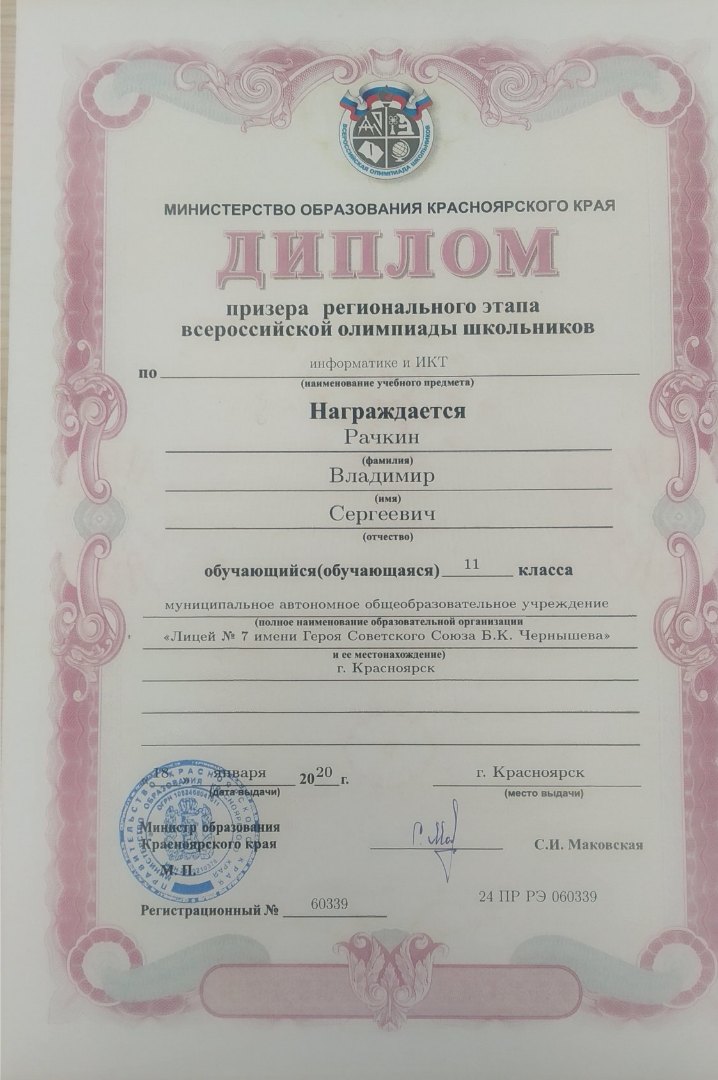 ВСЕРОССИЙСКАЯ ОЛИМПИАДА ШКОЛЬНИКОВ
МИНИСТЕРСТВО ОБРАЗОВАНИЯ КРАСНОЯРСКОГО КРАЯ
ДИПЛОМ
призера регионального этапа
всероссийской олимпиады школьников
по информатике и ИКТ
(наименование учебного предмета)
Награждается
Рачкин
(фамилия)
Владимир
(имя)
Сергеевич
(отчество)
обучающийся(обучающаяся) 11 класса
муниципальное автономное общеобразовательное учреждение
(полное наименование образовательной организации
«Лицей № 7 имени Героя Советского Союза Б.К. Чернышева»
и ее местонахождение)
г. Красноярск
18 января 2020 г. г. Красноярск
(дата выдачи) (место выдачи)
Министр образования
Красноярского края С.И. Маковская
М.П.
24 ПР РЭ 060339
Регистрационный № 60339